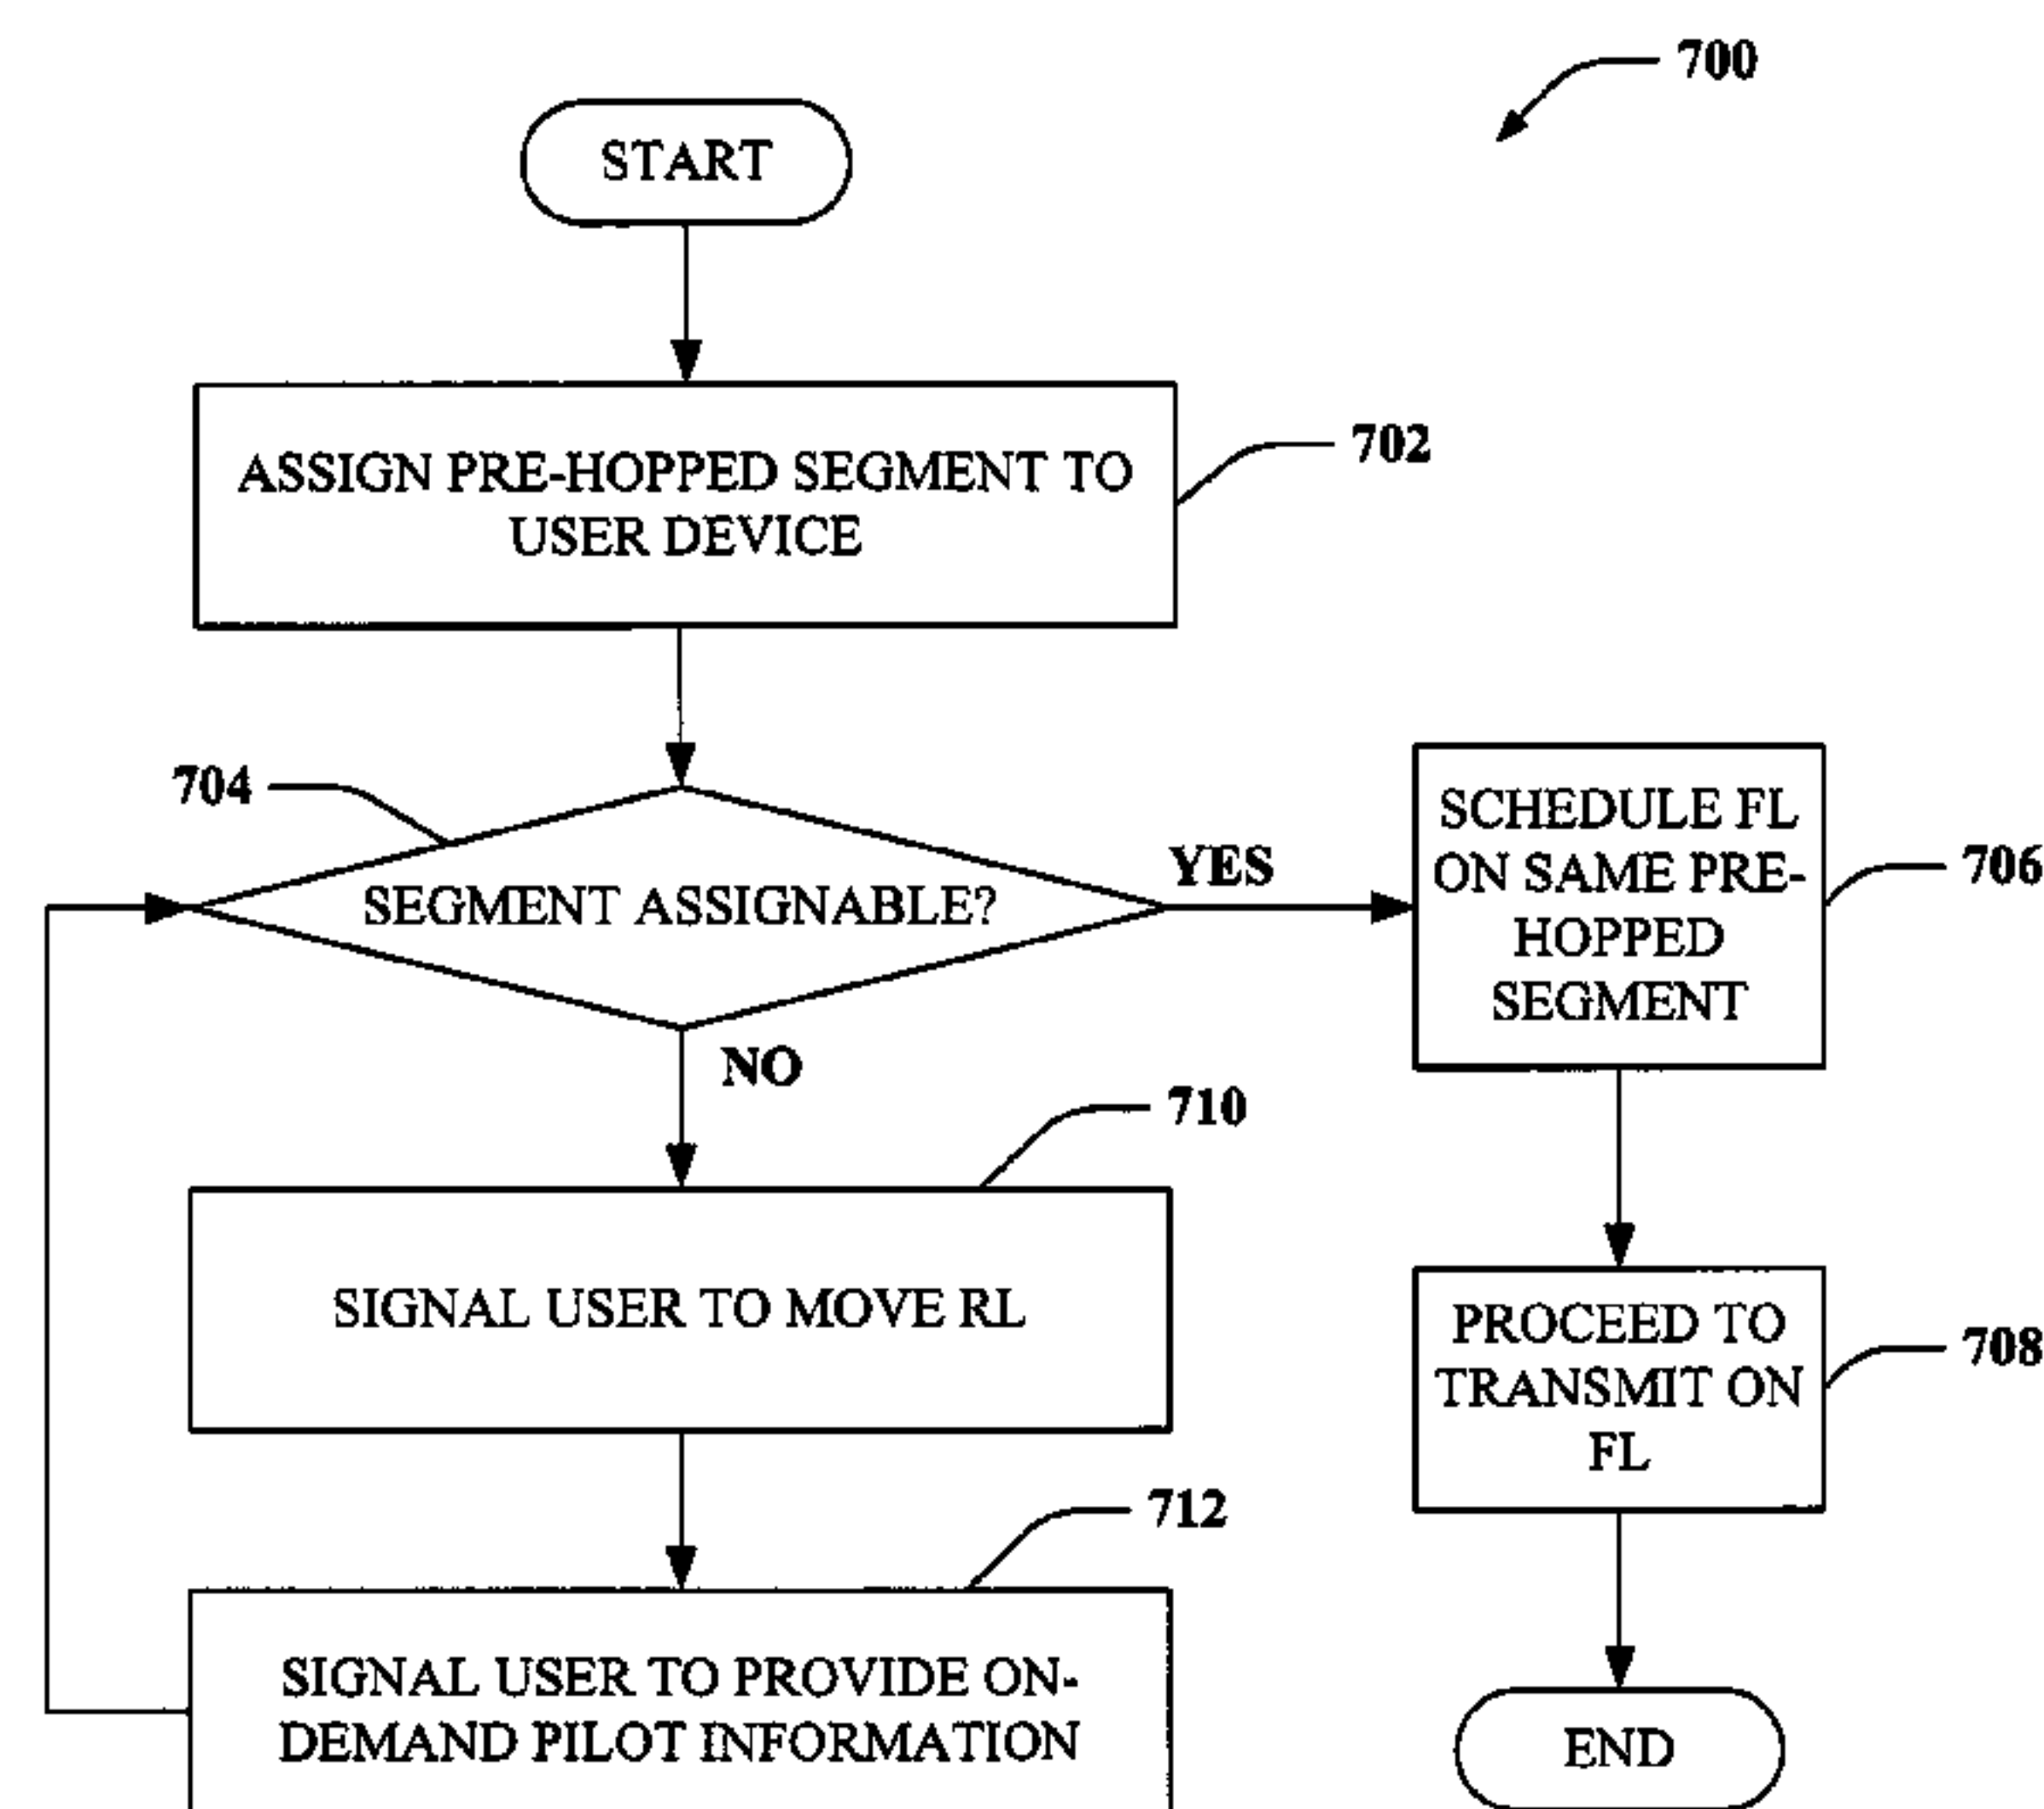 700
START
ASSIGN PRE-HOPPED SEGMENT TO
USER DEVICE
702
704
SEGMENT ASSIGNABLE?
YES
SCHEDULE FL
ON SAME PRE-
HOPPED
SEGMENT
706
NO
710
SIGNAL USER TO MOVE RL
PROCEED TO
TRANSMIT ON
FL
708
712
SIGNAL USER TO PROVIDE ON-
DEMAND PILOT INFORMATION
END